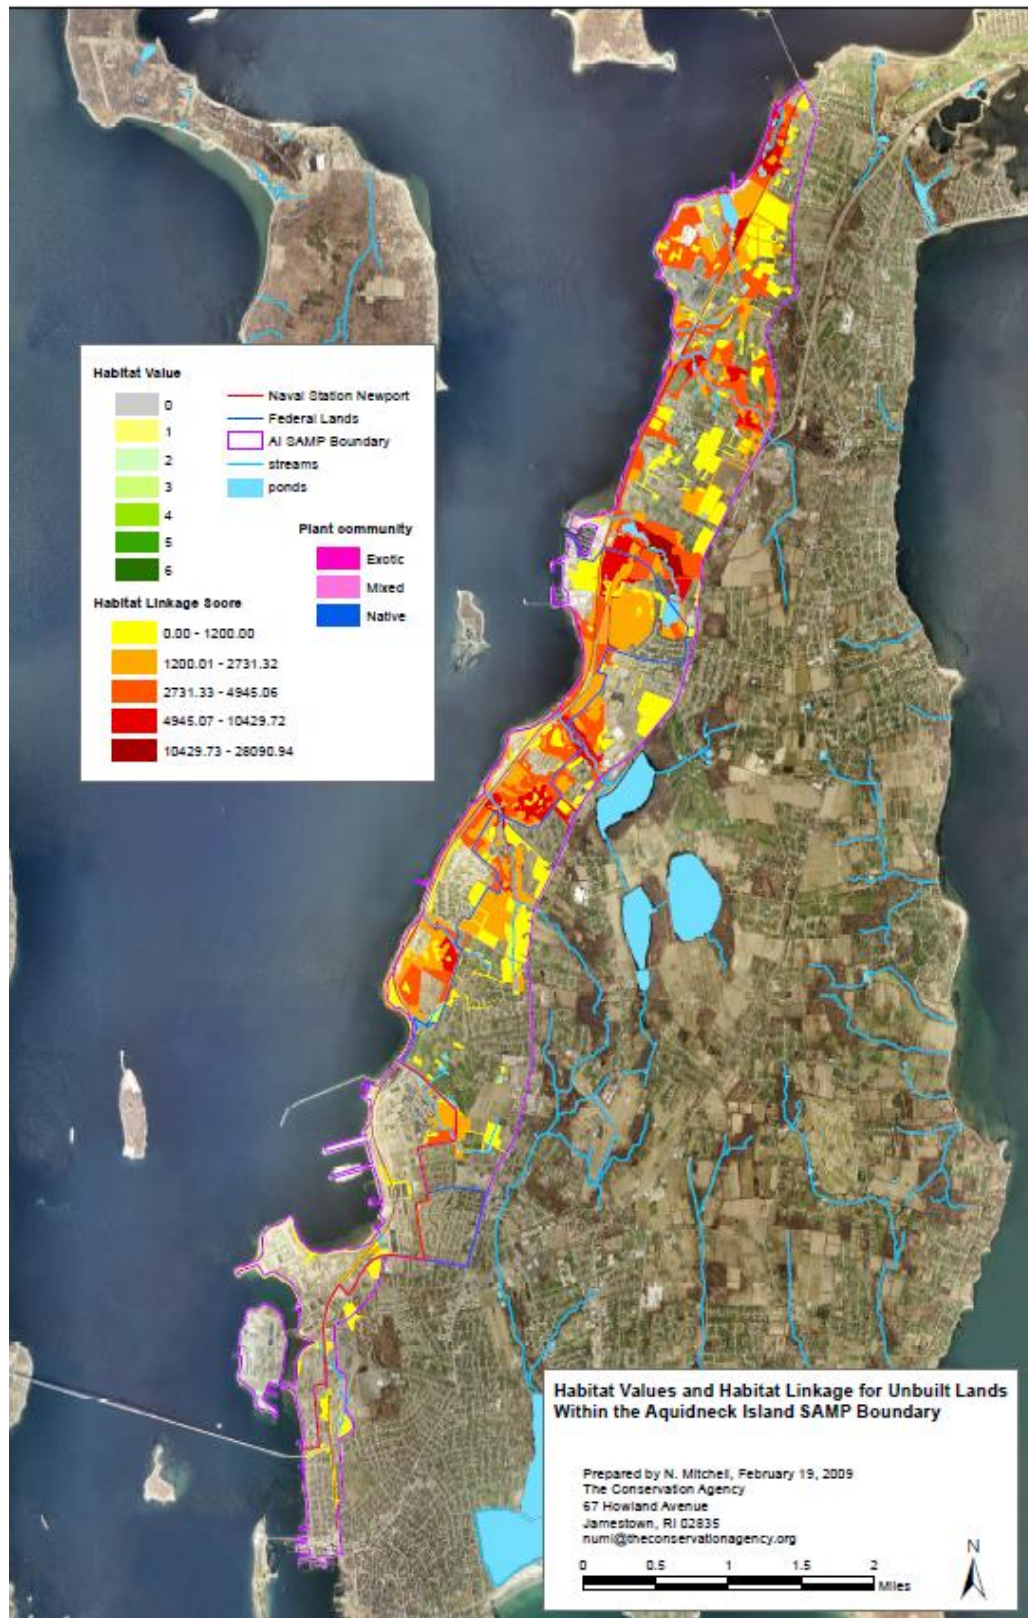 Habitat Value
0
1
2
3
4
5
6
Naval Station Newport
Federal Lands
AI SAMP Boundary
streams
ponds
Plant community
Exotic
Mixed
Native
Habitat Linkage Score
0.00 - 1200.00
1200.01 - 2731.32
2731.33 - 4945.06
4945.07 - 10429.72
10429.73 - 28090.94
Habitat Values and Habitat Linkage for Unbuilt Lands
Within the Aquidneck Island SAMP Boundary
Prepared by N. Mitchell, February 19, 2009
The Conservation Agency
67 Howland Avenue
Jamestown, RI 02835
numi@theconservationagency.org
N
0 0.5 1 1.5 2
Miles